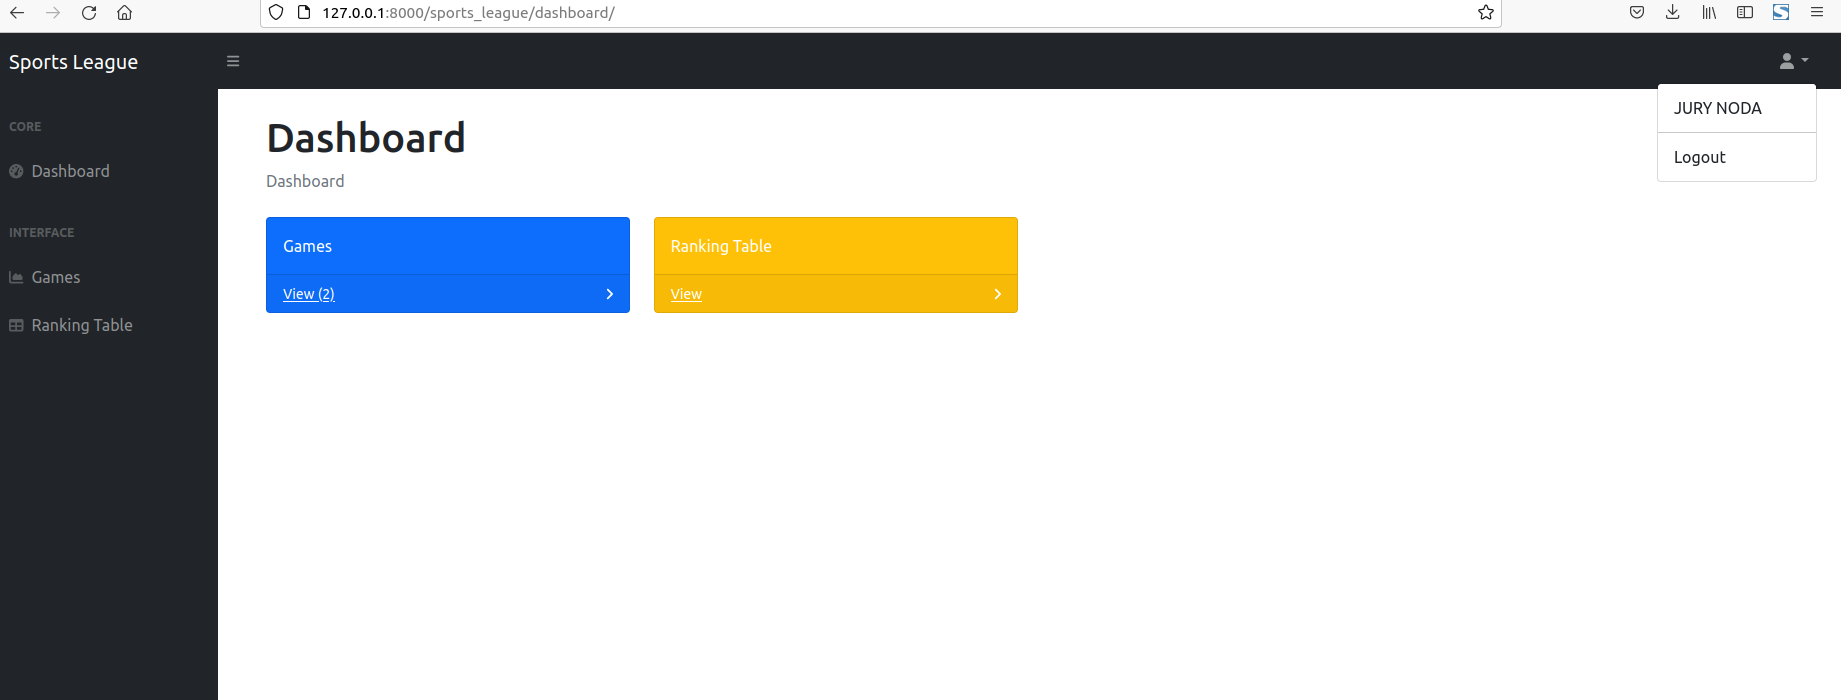 127.0.0.1:8000/sports_league/dashboard/
Sports League
JURY NODA
Logout
CORE
Dashboard
INTERFACE
Games
Ranking Table
Dashboard
Dashboard
Games
View (2)
Ranking Table
View